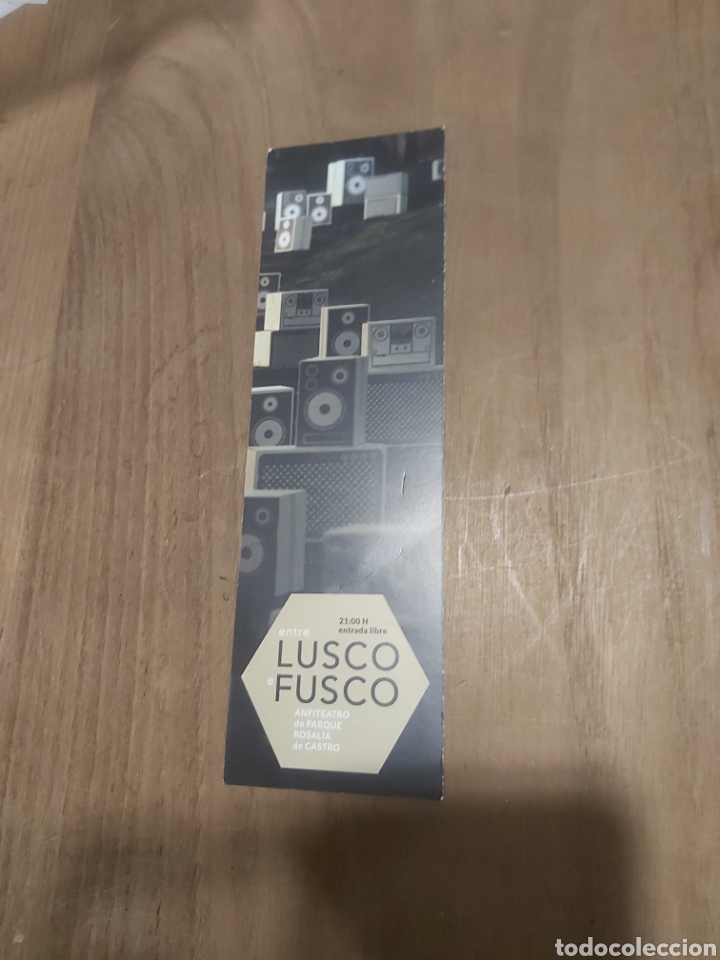 21:00 H
entrada libre
entre
LUSCO
e
FUSCO
ANFITEATRO
do PARQUE
ROSALÍA
de CASTRO
todocoleccion